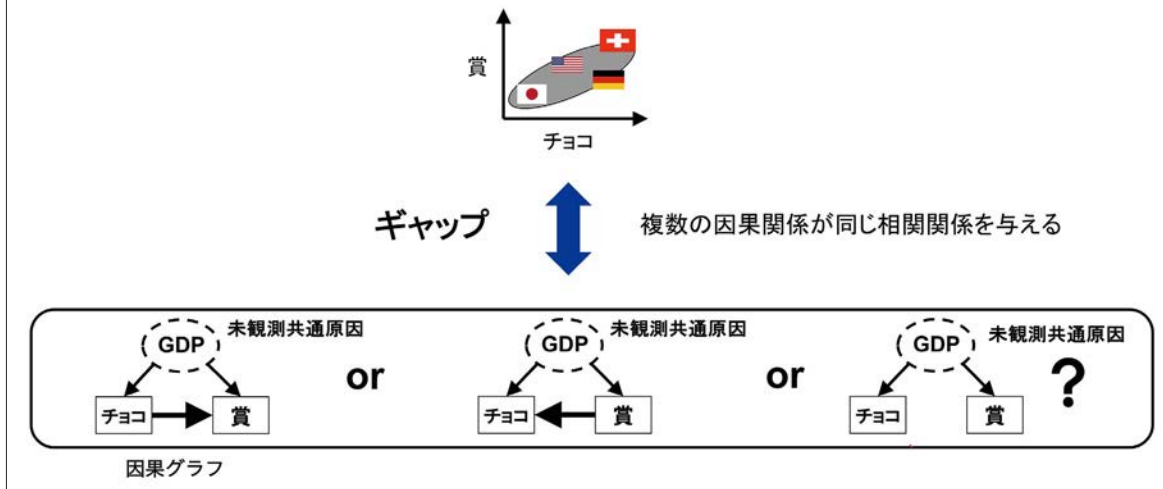 賞
チョコ
ギャップ
複数の因果関係が同じ相関関係を与える
GDP
未観測共通原因
チョコ
賞
or
GDP
未観測共通原因
チョコ
賞
or
GDP
未観測共通原因
チョコ
賞
?
因果グラフ